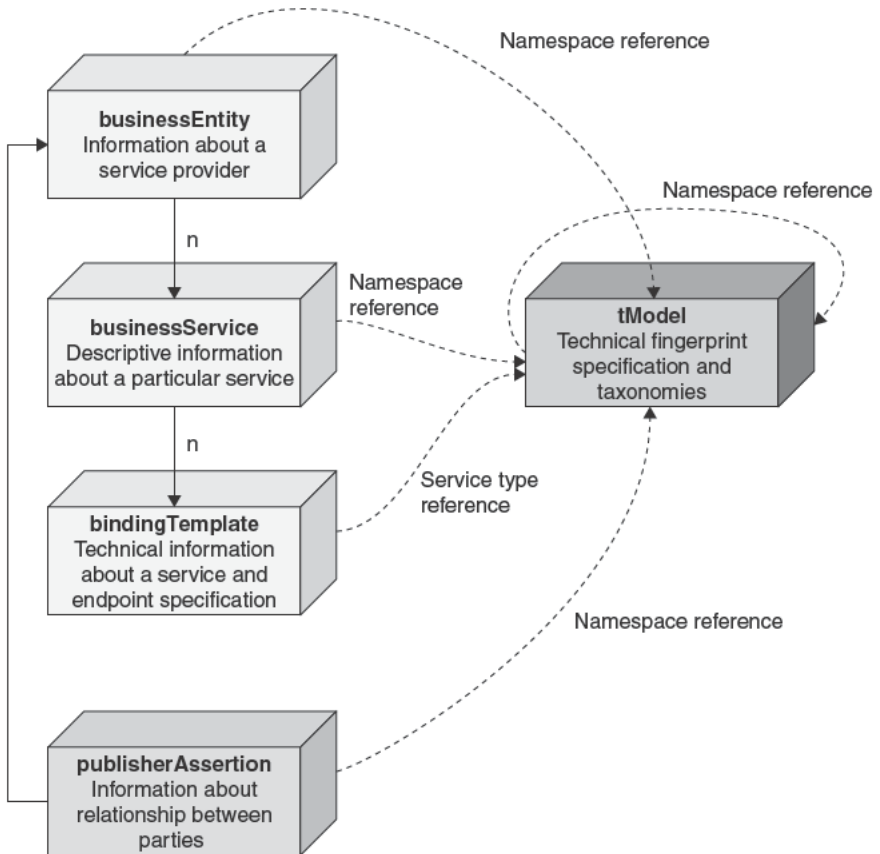 Namespace reference
businessEntity
Information about a
service provider
Namespace reference
n
Namespace
reference
businessService
Descriptive information
about a particular service
tModel
Technical fingerprint
specification and
taxonomies
n
Service type
reference
bindingTemplate
Technical information
about a service and
endpoint specification
Namespace reference
publisherAssertion
Information about
relationship between
parties